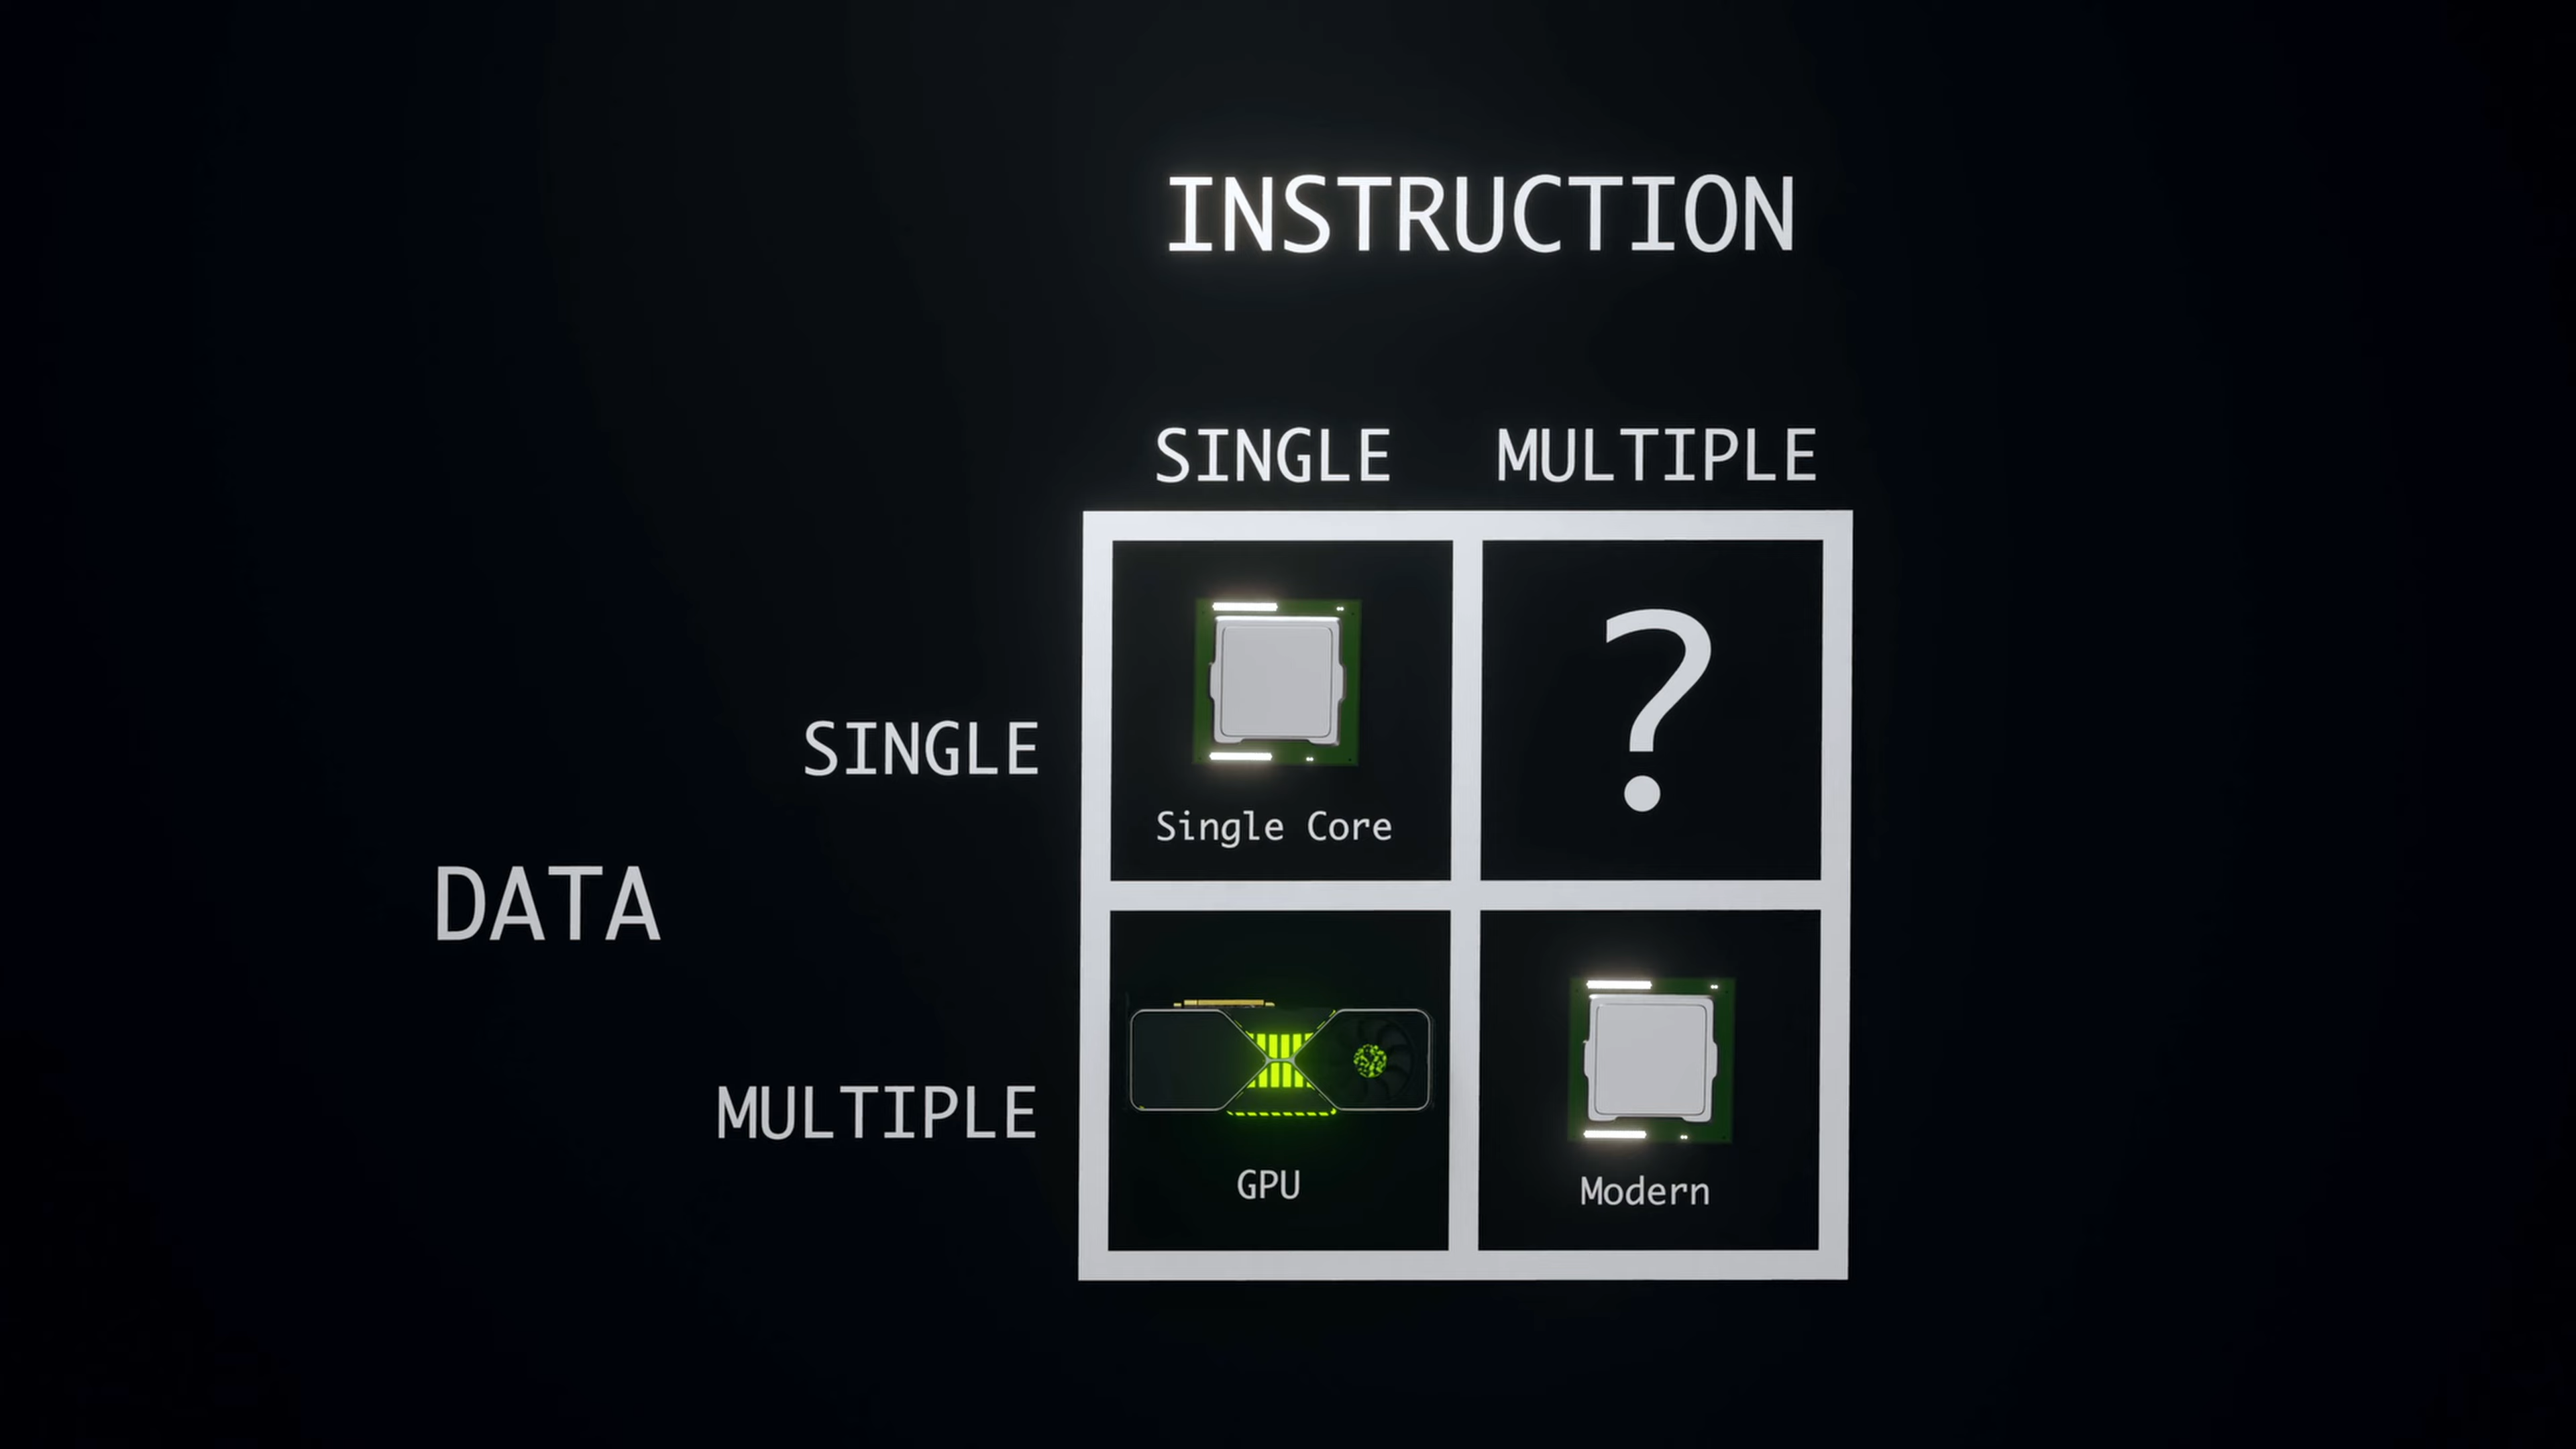 INSTRUCTION
SINGLE MULTIPLE
SINGLE
?
Single Core
DATA
MULTIPLE
GPU
Modern